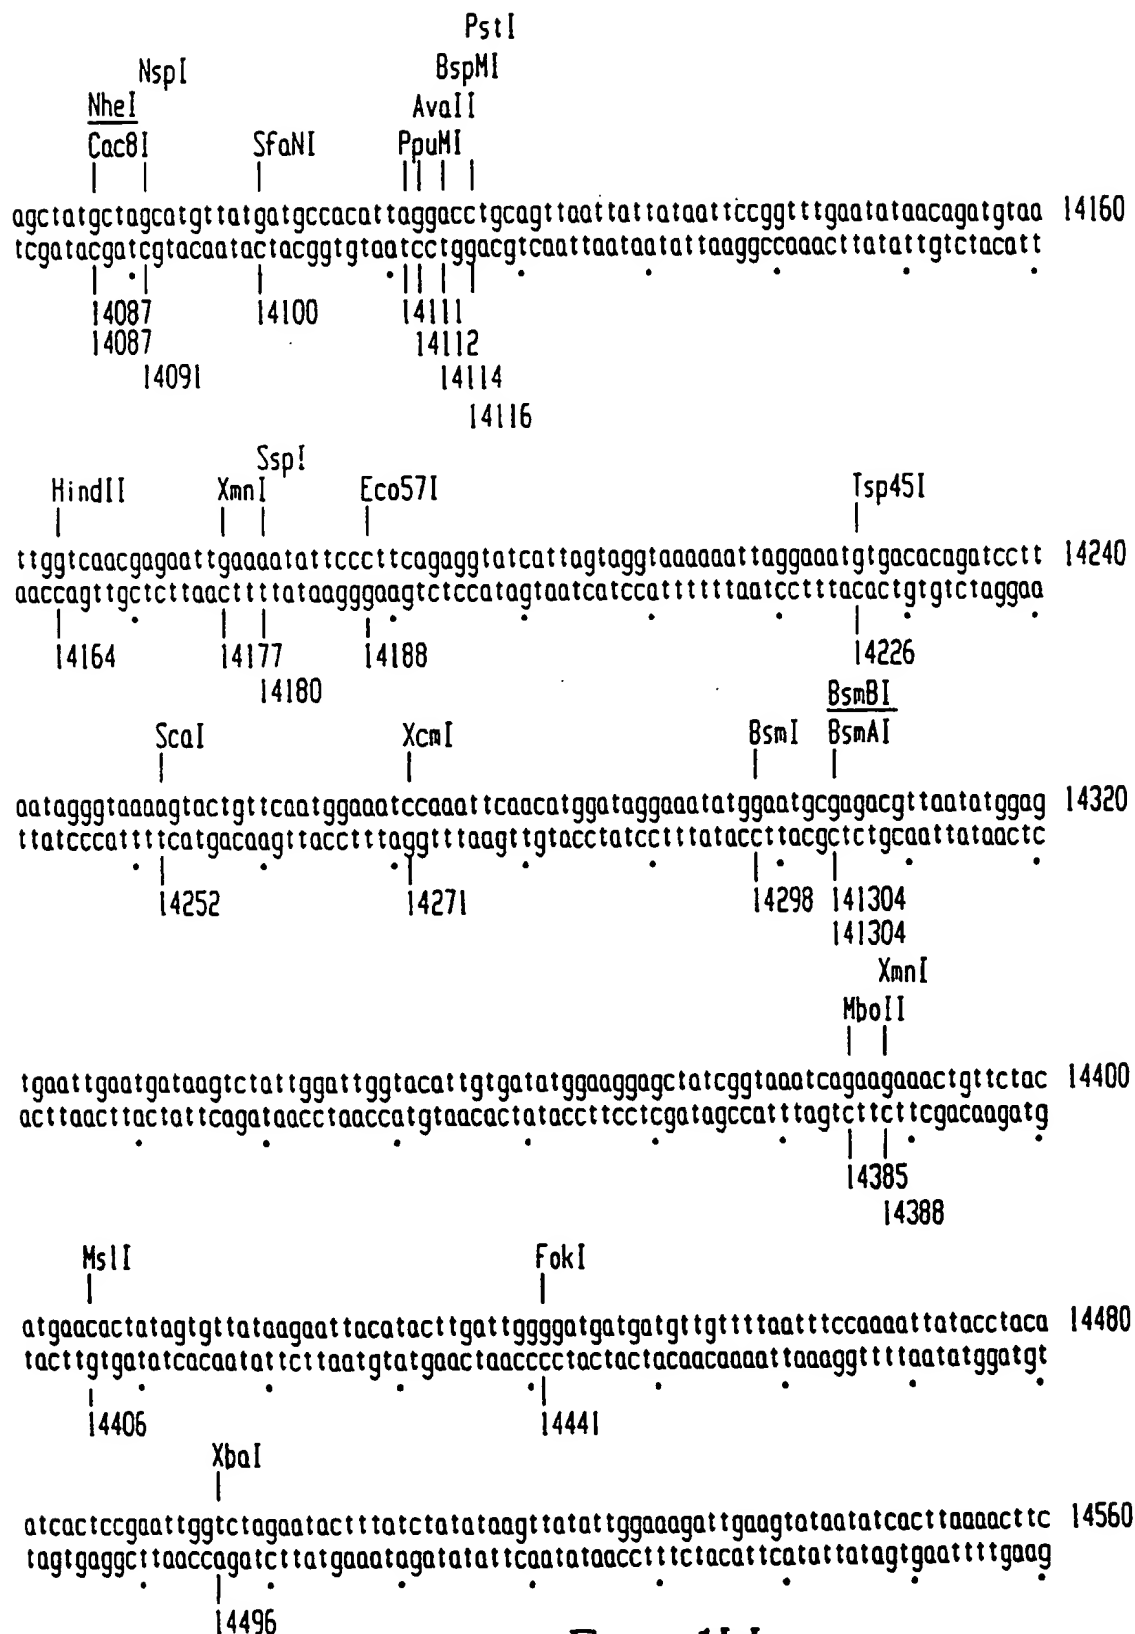 PstI
NspI BspMI
NheI AvaII
Cac8I SfaNI PpuMI
agctatgctagcatgttatgatgccacattaggacctgcagttaattattataattccggtttgaatataacagatgtaa 14160
tcgatacgatcgtacaatactacggtgtaatcctggacgtcaattaataatattaaggccaaacttatattgtctacatt
14087 14100 14111
14087 14112
14091 14114
14116
SspI
HindII XmnI Eco57I Tsp45I
ttggtcaacgagaattgaaaatattcccttcagaggtatcattagtaggtaaaaaattaggaaatgtgacacagatcctt 14240
aaccagttgctcttaacttttataagggaagtctccatagtaatcatccattttttaatcctttacactgtgtctaggaa
14164 14177 14188 14226
14180
BsmBI
ScaI XcmI BsmI BsmAI
aatagggtaaaagtactgttcaatggaaatccaaattcaacatggataggaaatatggaatgcgagacgttaatatggag 14320
ttatcccattttcatgacaagttacctttaggtttaagttgtacctatcctttataccttacgctctgcaattataactc
14252 14271 14298 141304
141304
XmnI
MboII
tgaattgaatgataagtctattggattggtacattgtgatatggaaggagctatcggtaaatcagaagaaactgttctac 14400
acttaacttactattcagataacctaaccatgtaacactataccttcctcgatagccatttagtcttcttcgacaagatg
14385
14388
MslI FokI
atgaacactatagtgttataagaattacatacttgattggggatgatgatgttgttttaatttccaaaattatacctaca 14480
tacttgtgatatcacaatattcttaatgtatgaactaacccctactactacaacaaaattaaaggttttaatatggatgt
14406 14441
XbaI
atcactccgaattggtctagaatactttatctatataagttatattggaaagattgaagtataatatcacttaaaacttc 14560
tagtgaggcttaaccagatcttatgaaatagatatattcaatataacctttctacattcatattatagtgaattttgaag
14496